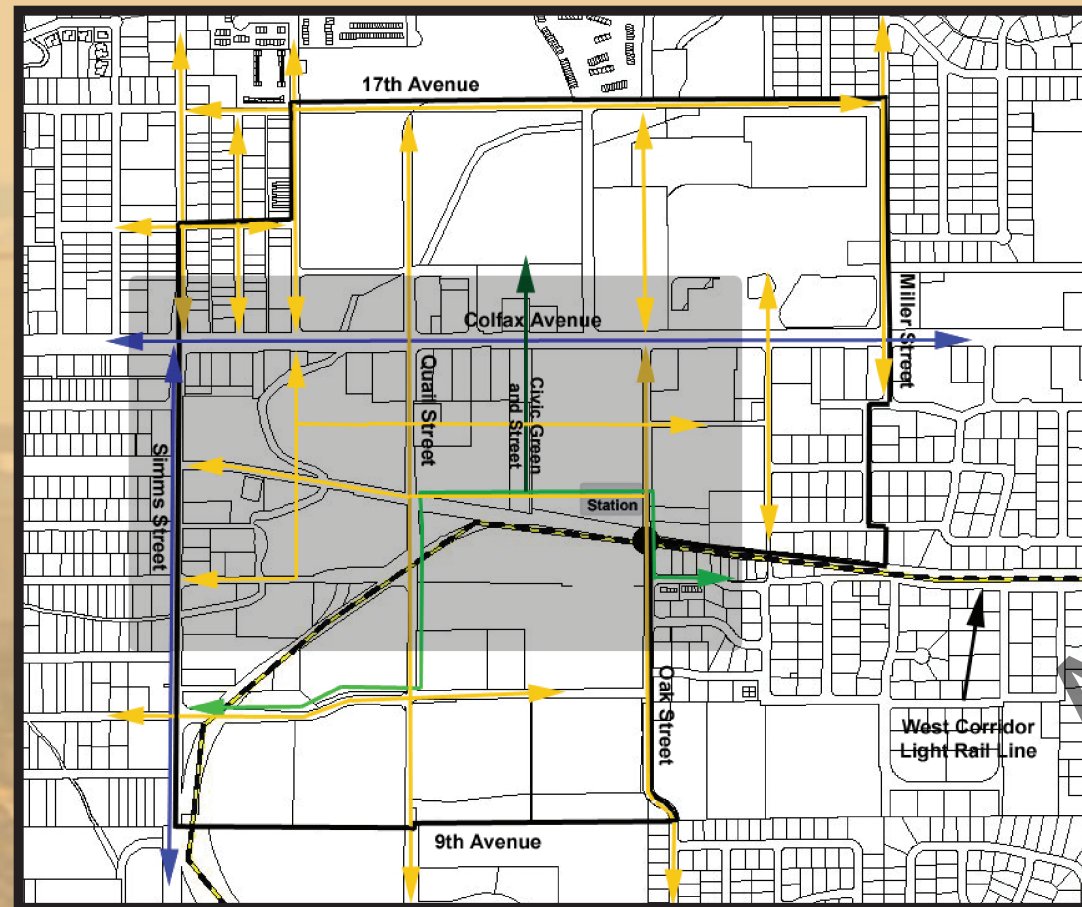 17th Avenue
Colfax Avenue
Miller Street
Quail Street
Civic Green
and Street
Simms Street
Station
Oak Street
West Corridor
Light Rail Line
9th Avenue